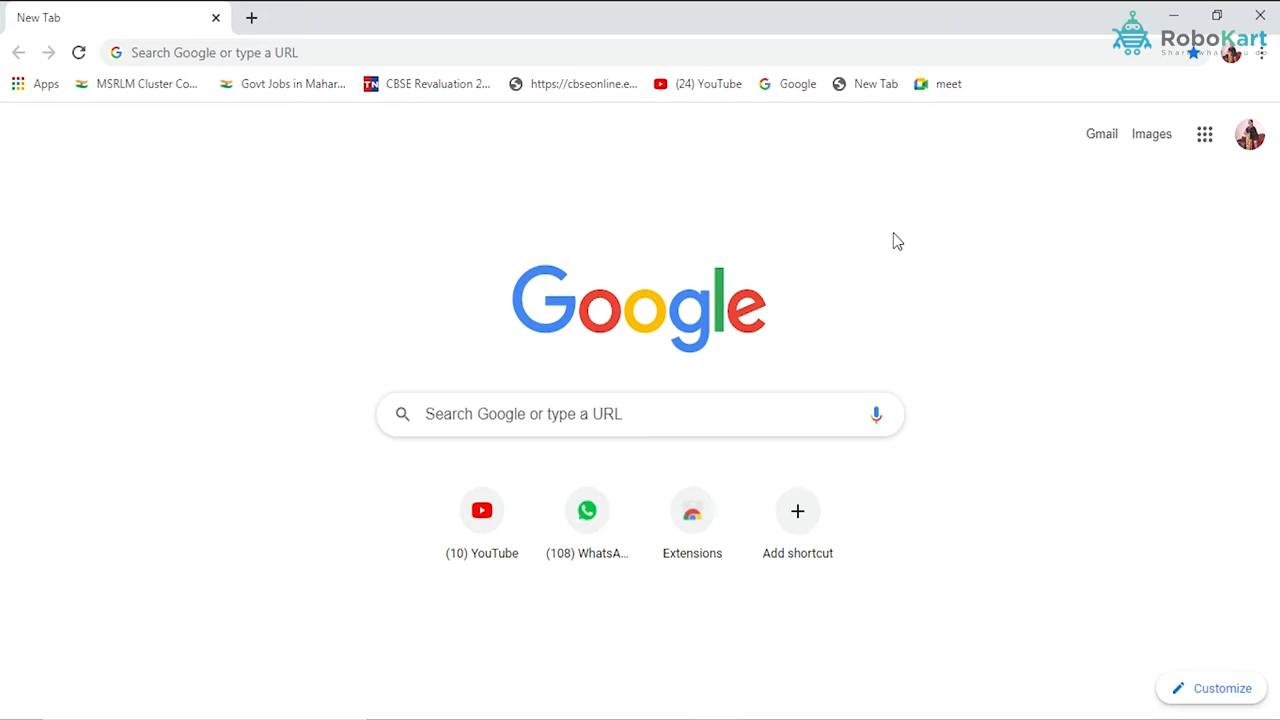 New Tab
RoboKart
Search Google or type a URL
Apps
MSRLM Cluster Co...
Govt Jobs in Mahar...
CBSE Revaluation 2...
https://cbseonline.e...
(24) YouTube
Google
New Tab
meet
Gmail
Images
Google
Search Google or type a URL
(10) YouTube
(108) WhatsA...
Extensions
Add shortcut
Customize